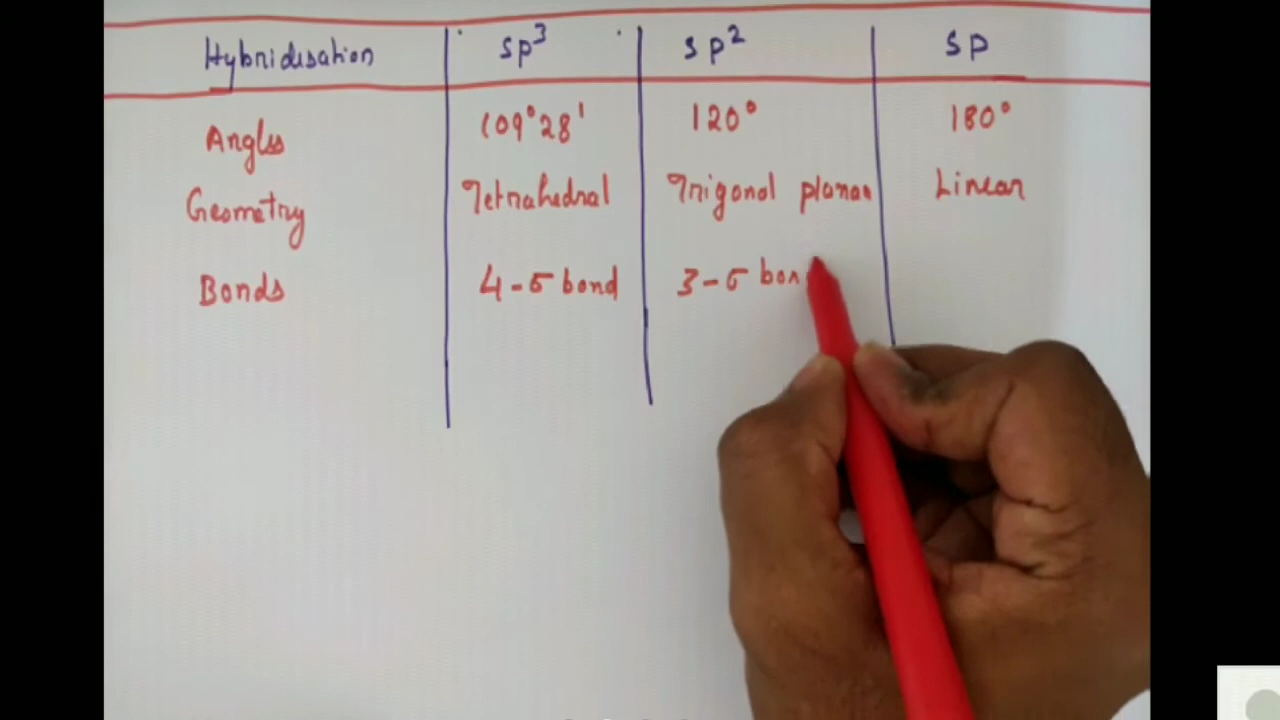 Hybridisation sp³ sp² sp
Angles 109°28' 120° 180°
Geometry Tetrahedral Trigonal planar Linear
Bonds 4-σ bond 3-σ bon